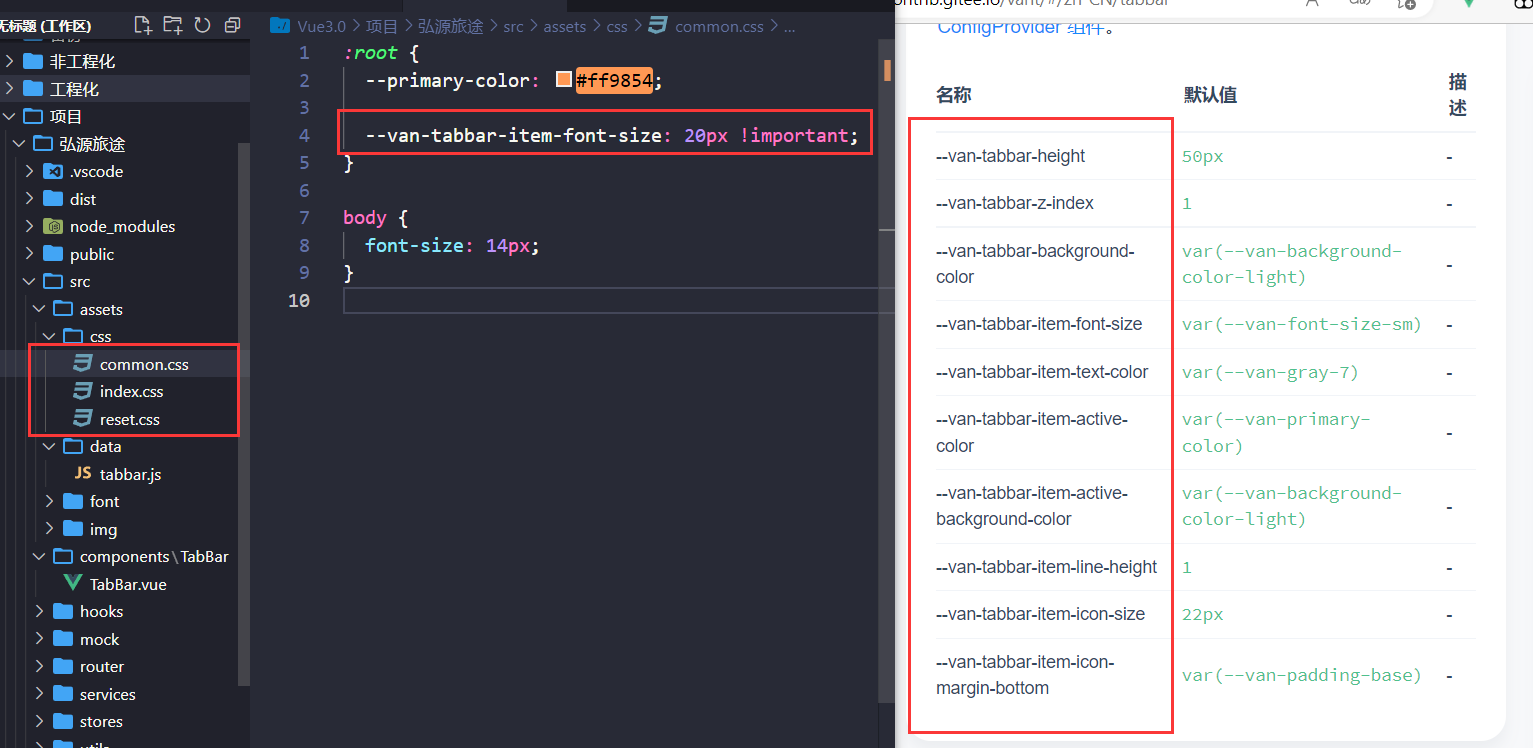 无标题 (工作区)
非工程化
工程化
项目
弘源旅途
.vscode
dist
node_modules
public
src
assets
css
common.css
index.css
reset.css
data
JS tabbar.js
font
img
components\TabBar
TabBar.vue
hooks
mock
router
services
stores
Vue3.0 > 项目 > 弘源旅途 > src > assets > css > common.css > ...
1 :root {
2 --primary-color: #ff9854;
3
4 --van-tabbar-item-font-size: 20px !important;
5 }
6
7 body {
8 font-size: 14px;
9 }
10
ConfigProvider 组件。
名称 默认值 描述
--van-tabbar-height 50px -
--van-tabbar-z-index 1 -
--van-tabbar-background-color var(--van-background-color-light) -
--van-tabbar-item-font-size var(--van-font-size-sm) -
--van-tabbar-item-text-color var(--van-gray-7) -
--van-tabbar-item-active-color var(--van-primary-color) -
--van-tabbar-item-active-background-color var(--van-background-color-light) -
--van-tabbar-item-line-height 1 -
--van-tabbar-item-icon-size 22px -
--van-tabbar-item-icon-margin-bottom var(--van-padding-base) -